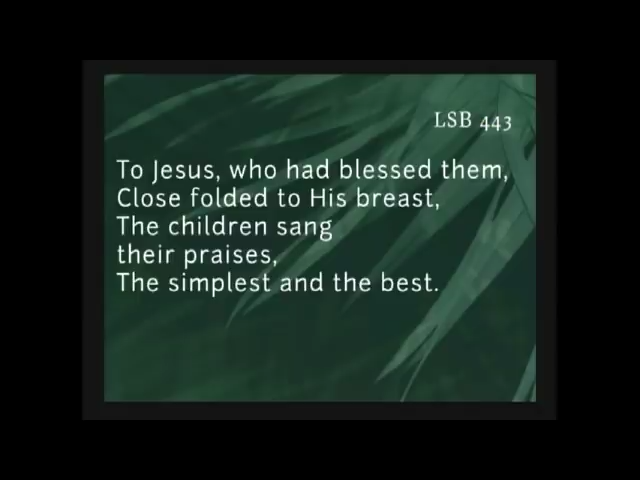 LSB 443
To Jesus, who had blessed them,
Close folded to His breast,
The children sang
their praises,
The simplest and the best.